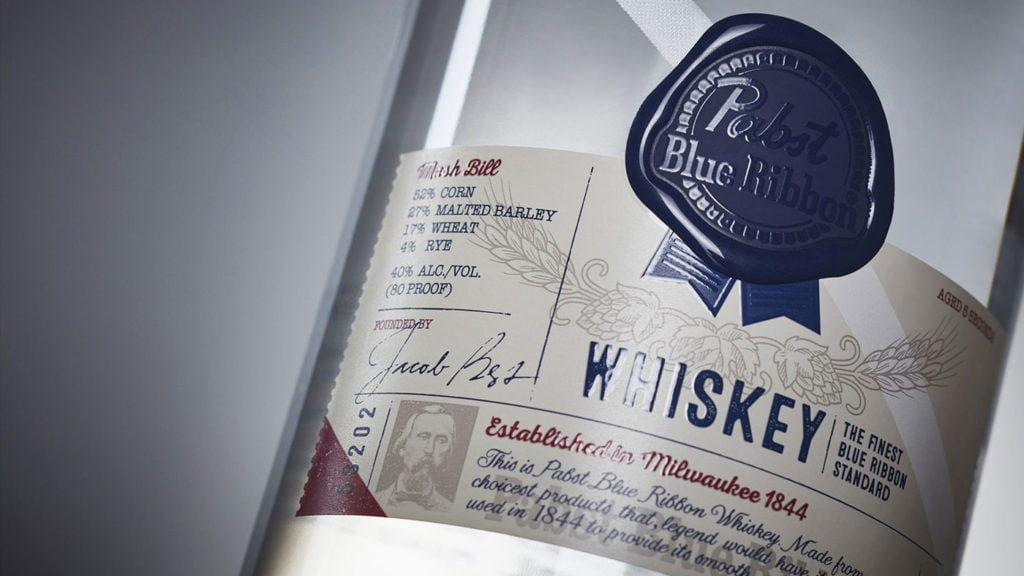 Pabst
Blue Ribbon
Mash Bill
52% CORN
27% MALTED BARLEY
17% WHEAT
4% RYE
40% ALC./VOL.
(80 PROOF)
FOUNDED BY
Jacob
AGED 5 SECONDS
WHISKEY
THE FINEST
BLUE RIBBON
STANDARD
Established in Milwaukee 1844
This is Pabst Blue Ribbon Whiskey. Made from
choicest products that, legend would have it
used in 1844 to provide its smooth